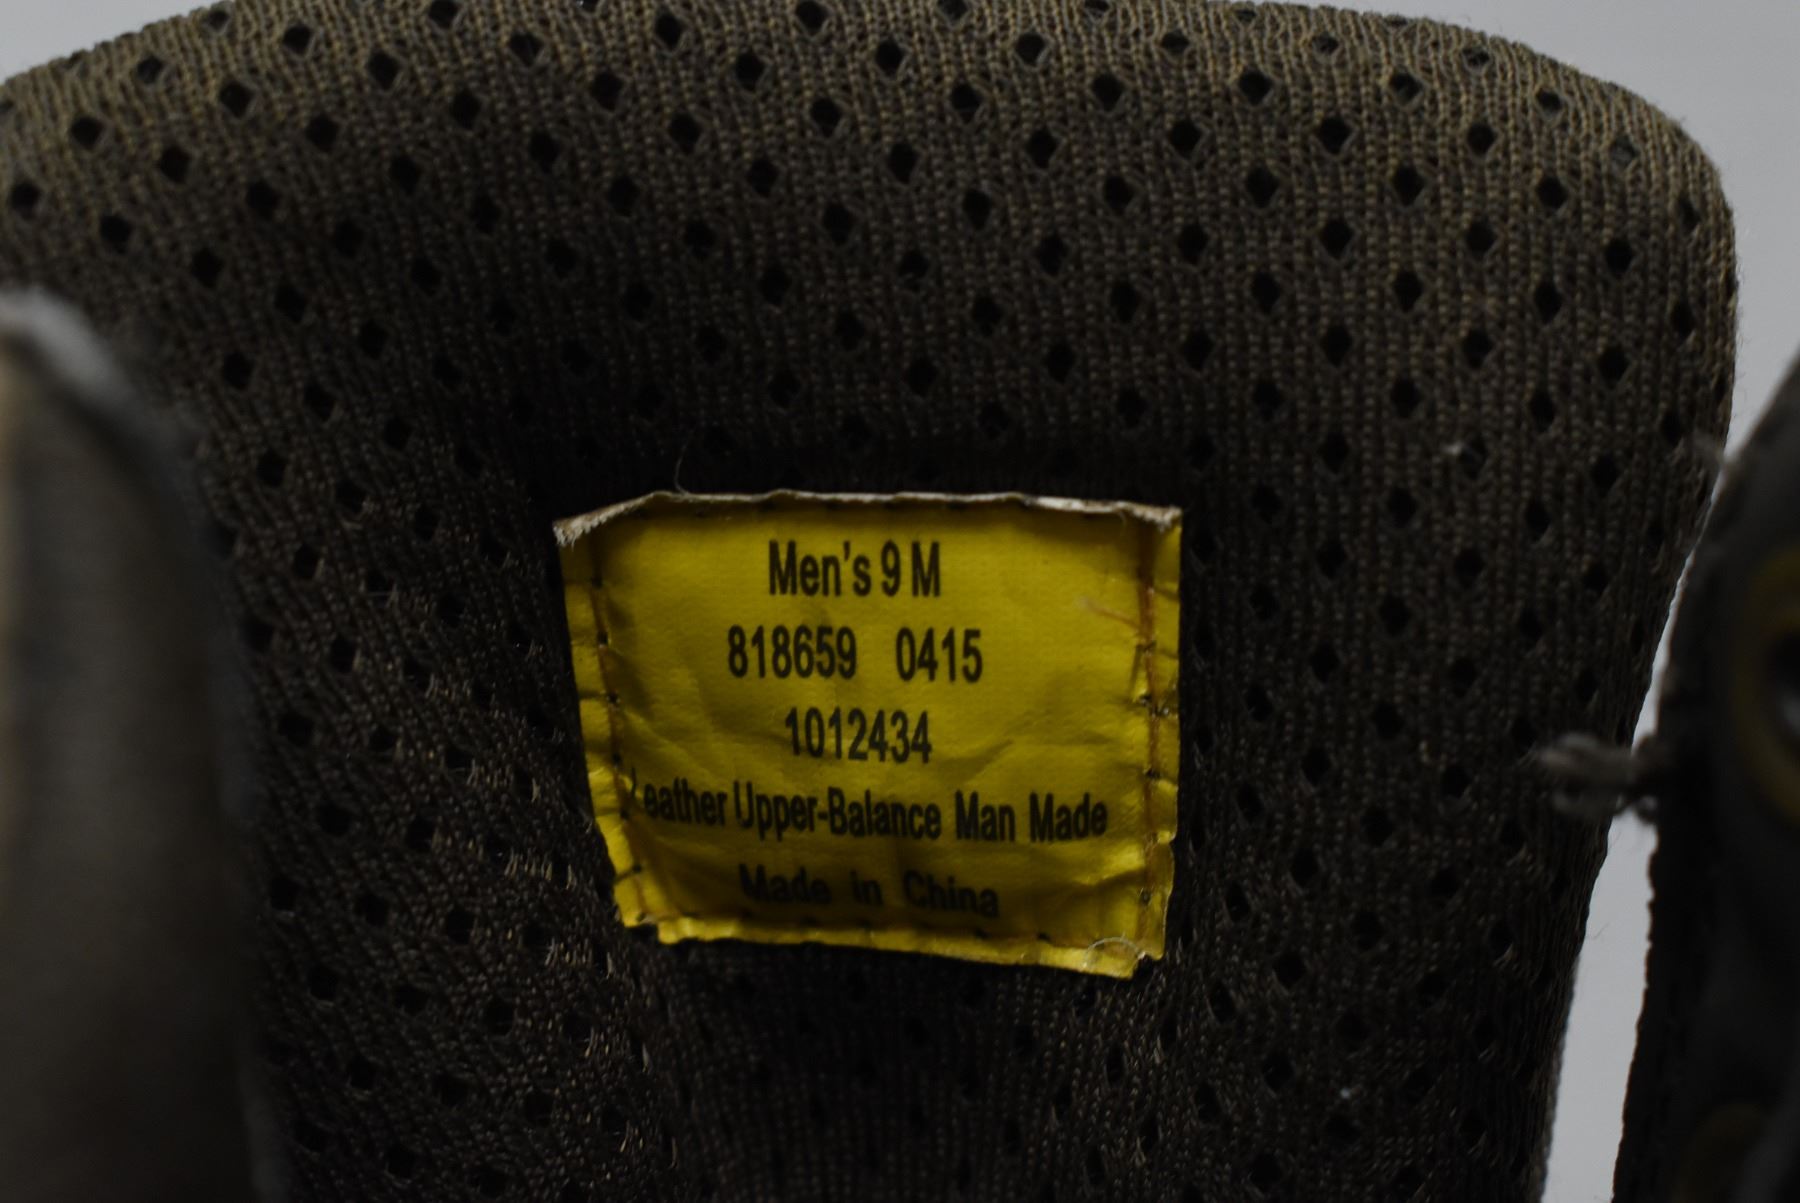 Men's 9 M
818659 0415
1012434
Leather Upper-Balance Man Made
Made in China